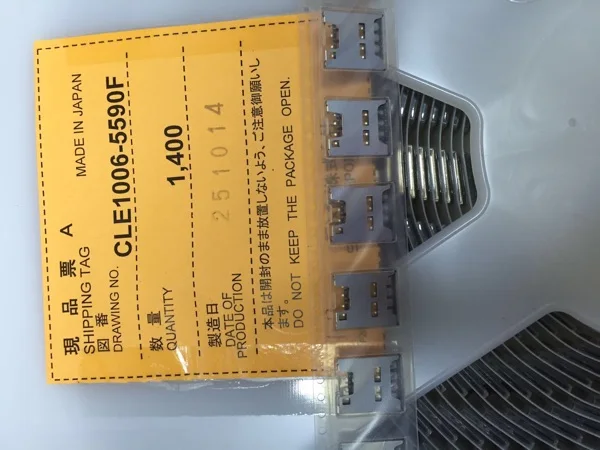 現品票 A
SHIPPING TAG MADE IN JAPAN
図番
DRAWING NO. CLE1006-5590F
数量
QUANTITY 1,400
製造日
DATE OF
PRODUCTION 251014
本品は開封のまま放置しないよう、ご注意御願いし
ます。
DO NOT KEEP THE PACKAGE OPEN.